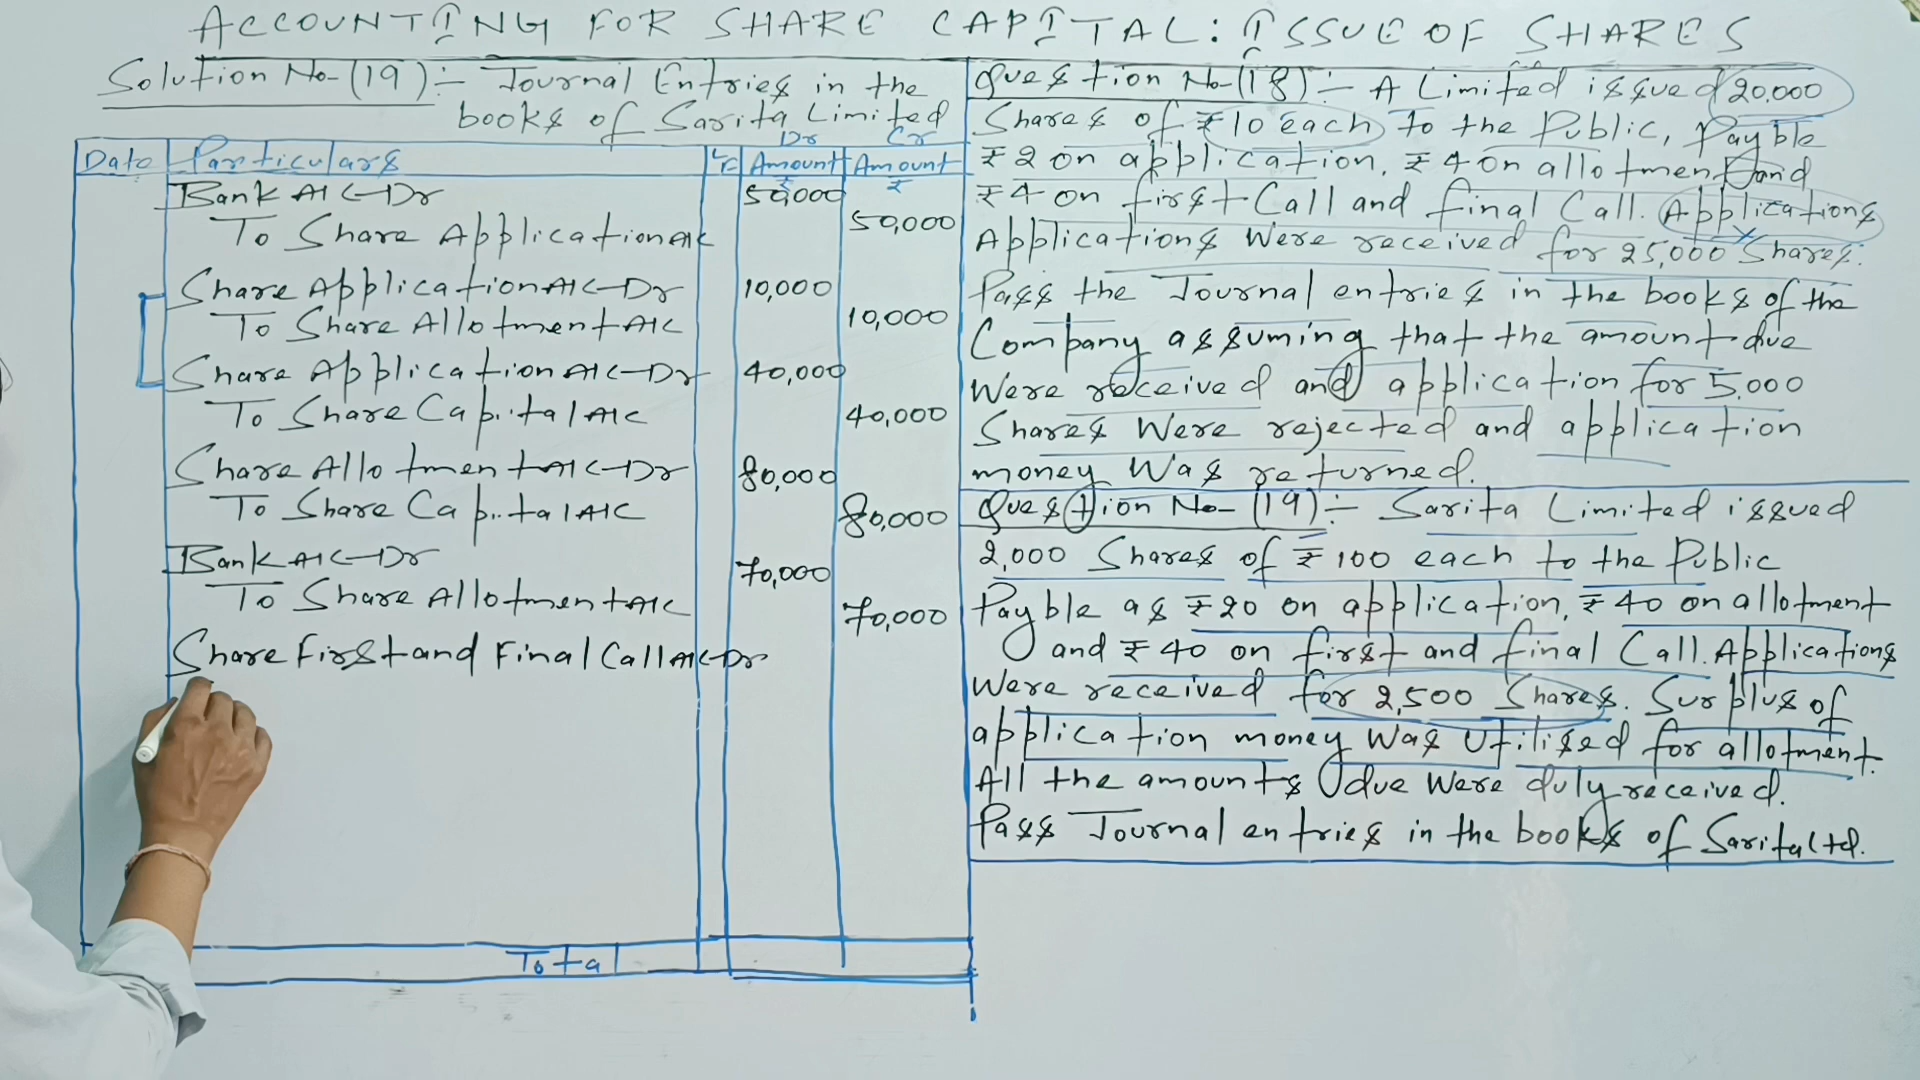 ACCOUNTING FOR SHARE CAPITAL: ISSUE OF SHARES
Solution No-(19):- Journal Entries in the
books of Sarita Limited
Date Particulars L.F Dr Amount ₹ Cr Amount ₹
Bank A/C-Dr 50,000
To Share Application A/C 50,000
Share Application A/C-Dr 10,000
To Share Allotment A/C 10,000
Share Application A/C-Dr 40,000
To Share Capital A/C 40,000
Share Allotment A/C-Dr 80,000
To Share Capital A/C 80,000
Bank A/C-Dr 70,000
To Share Allotment A/C 70,000
Share First and Final Call A/C-Dr
Total
Question No-(18):- A Limited issued 20,000
Shares of ₹10 each to the Public, Payble
₹2 on application, ₹4 on allotment and
₹4 on first Call and final Call. Applications
Applications Were received for 25,000 Shares.
Pass the Journal entries in the books of the
Company assuming that the amount due
Were received and application for 5,000
Shares Were rejected and application
money Was returned.
Question No-(19):- Sarita Limited issued
2,000 Shares of ₹100 each to the Public
Payble as ₹20 on application, ₹40 on allotment
and ₹40 on first and final Call. Applications
Were received for 2,500 Shares. Surplus of
application money Was Utilised for allotment.
All the amounts due Were duly received.
Pass Journal entries in the books of Sarita Ltd.